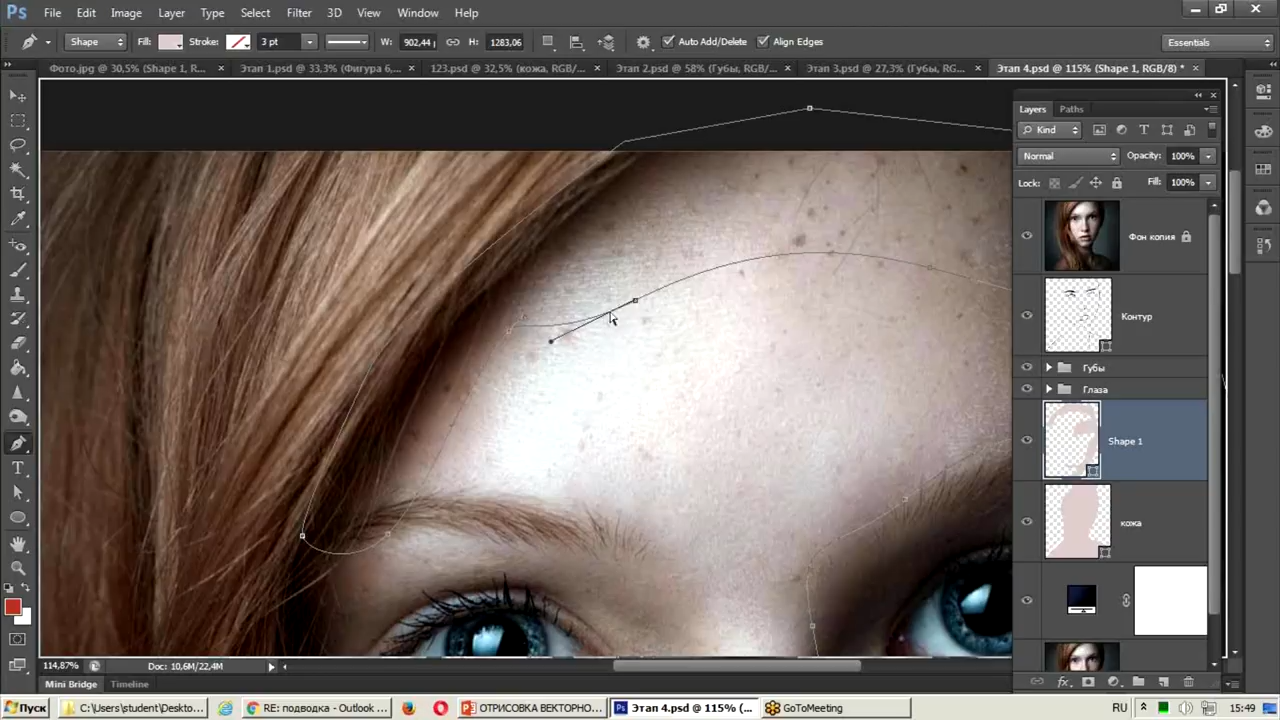 Ps File Edit Image Layer Type Select Filter 3D View Window Help
Shape Fill: Stroke: 3 pt W: 902,44 H: 1283,06 Auto Add/Delete Align Edges Essentials
Фото.jpg @ 30,5% (Shape 1, R... × Этап 1.psd @ 33,3% (Фигура 6,... × 123.psd @ 32,5% (кожа, RGB/... × Этап 2.psd @ 58% (Губы, RGB/... × Этап 3.psd @ 27,3% (Губы, RG... × Этап 4.psd @ 115% (Shape 1, RGB/8) * ×
Layers Paths
Kind
Normal Opacity: 100%
Lock: Fill: 100%
Фон копия
Контур
Губы
Глаза
Shape 1
кожа
fx
114,87% Doc: 10,6M/22,4M
Mini Bridge Timeline
Пуск C:\Users\student\Deskto... RE: подводка - Outlook ... ОТРИСОВКА ВЕКТОРНО... Этап 4.psd @ 115% (... GoToMeeting RU 15:49